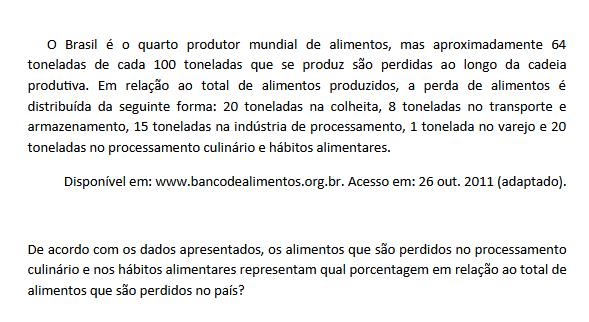 O Brasil é o quarto produtor mundial de alimentos, mas aproximadamente 64
toneladas de cada 100 toneladas que se produz são perdidas ao longo da cadeia
produtiva. Em relação ao total de alimentos produzidos, a perda de alimentos é
distribuída da seguinte forma: 20 toneladas na colheita, 8 toneladas no transporte e
armazenamento, 15 toneladas na indústria de processamento, 1 tonelada no varejo e 20
toneladas no processamento culinário e hábitos alimentares.
Disponível em: www.bancodealimentos.org.br. Acesso em: 26 out. 2011 (adaptado).
De acordo com os dados apresentados, os alimentos que são perdidos no processamento
culinário e nos hábitos alimentares representam qual porcentagem em relação ao total de
alimentos que são perdidos no país?